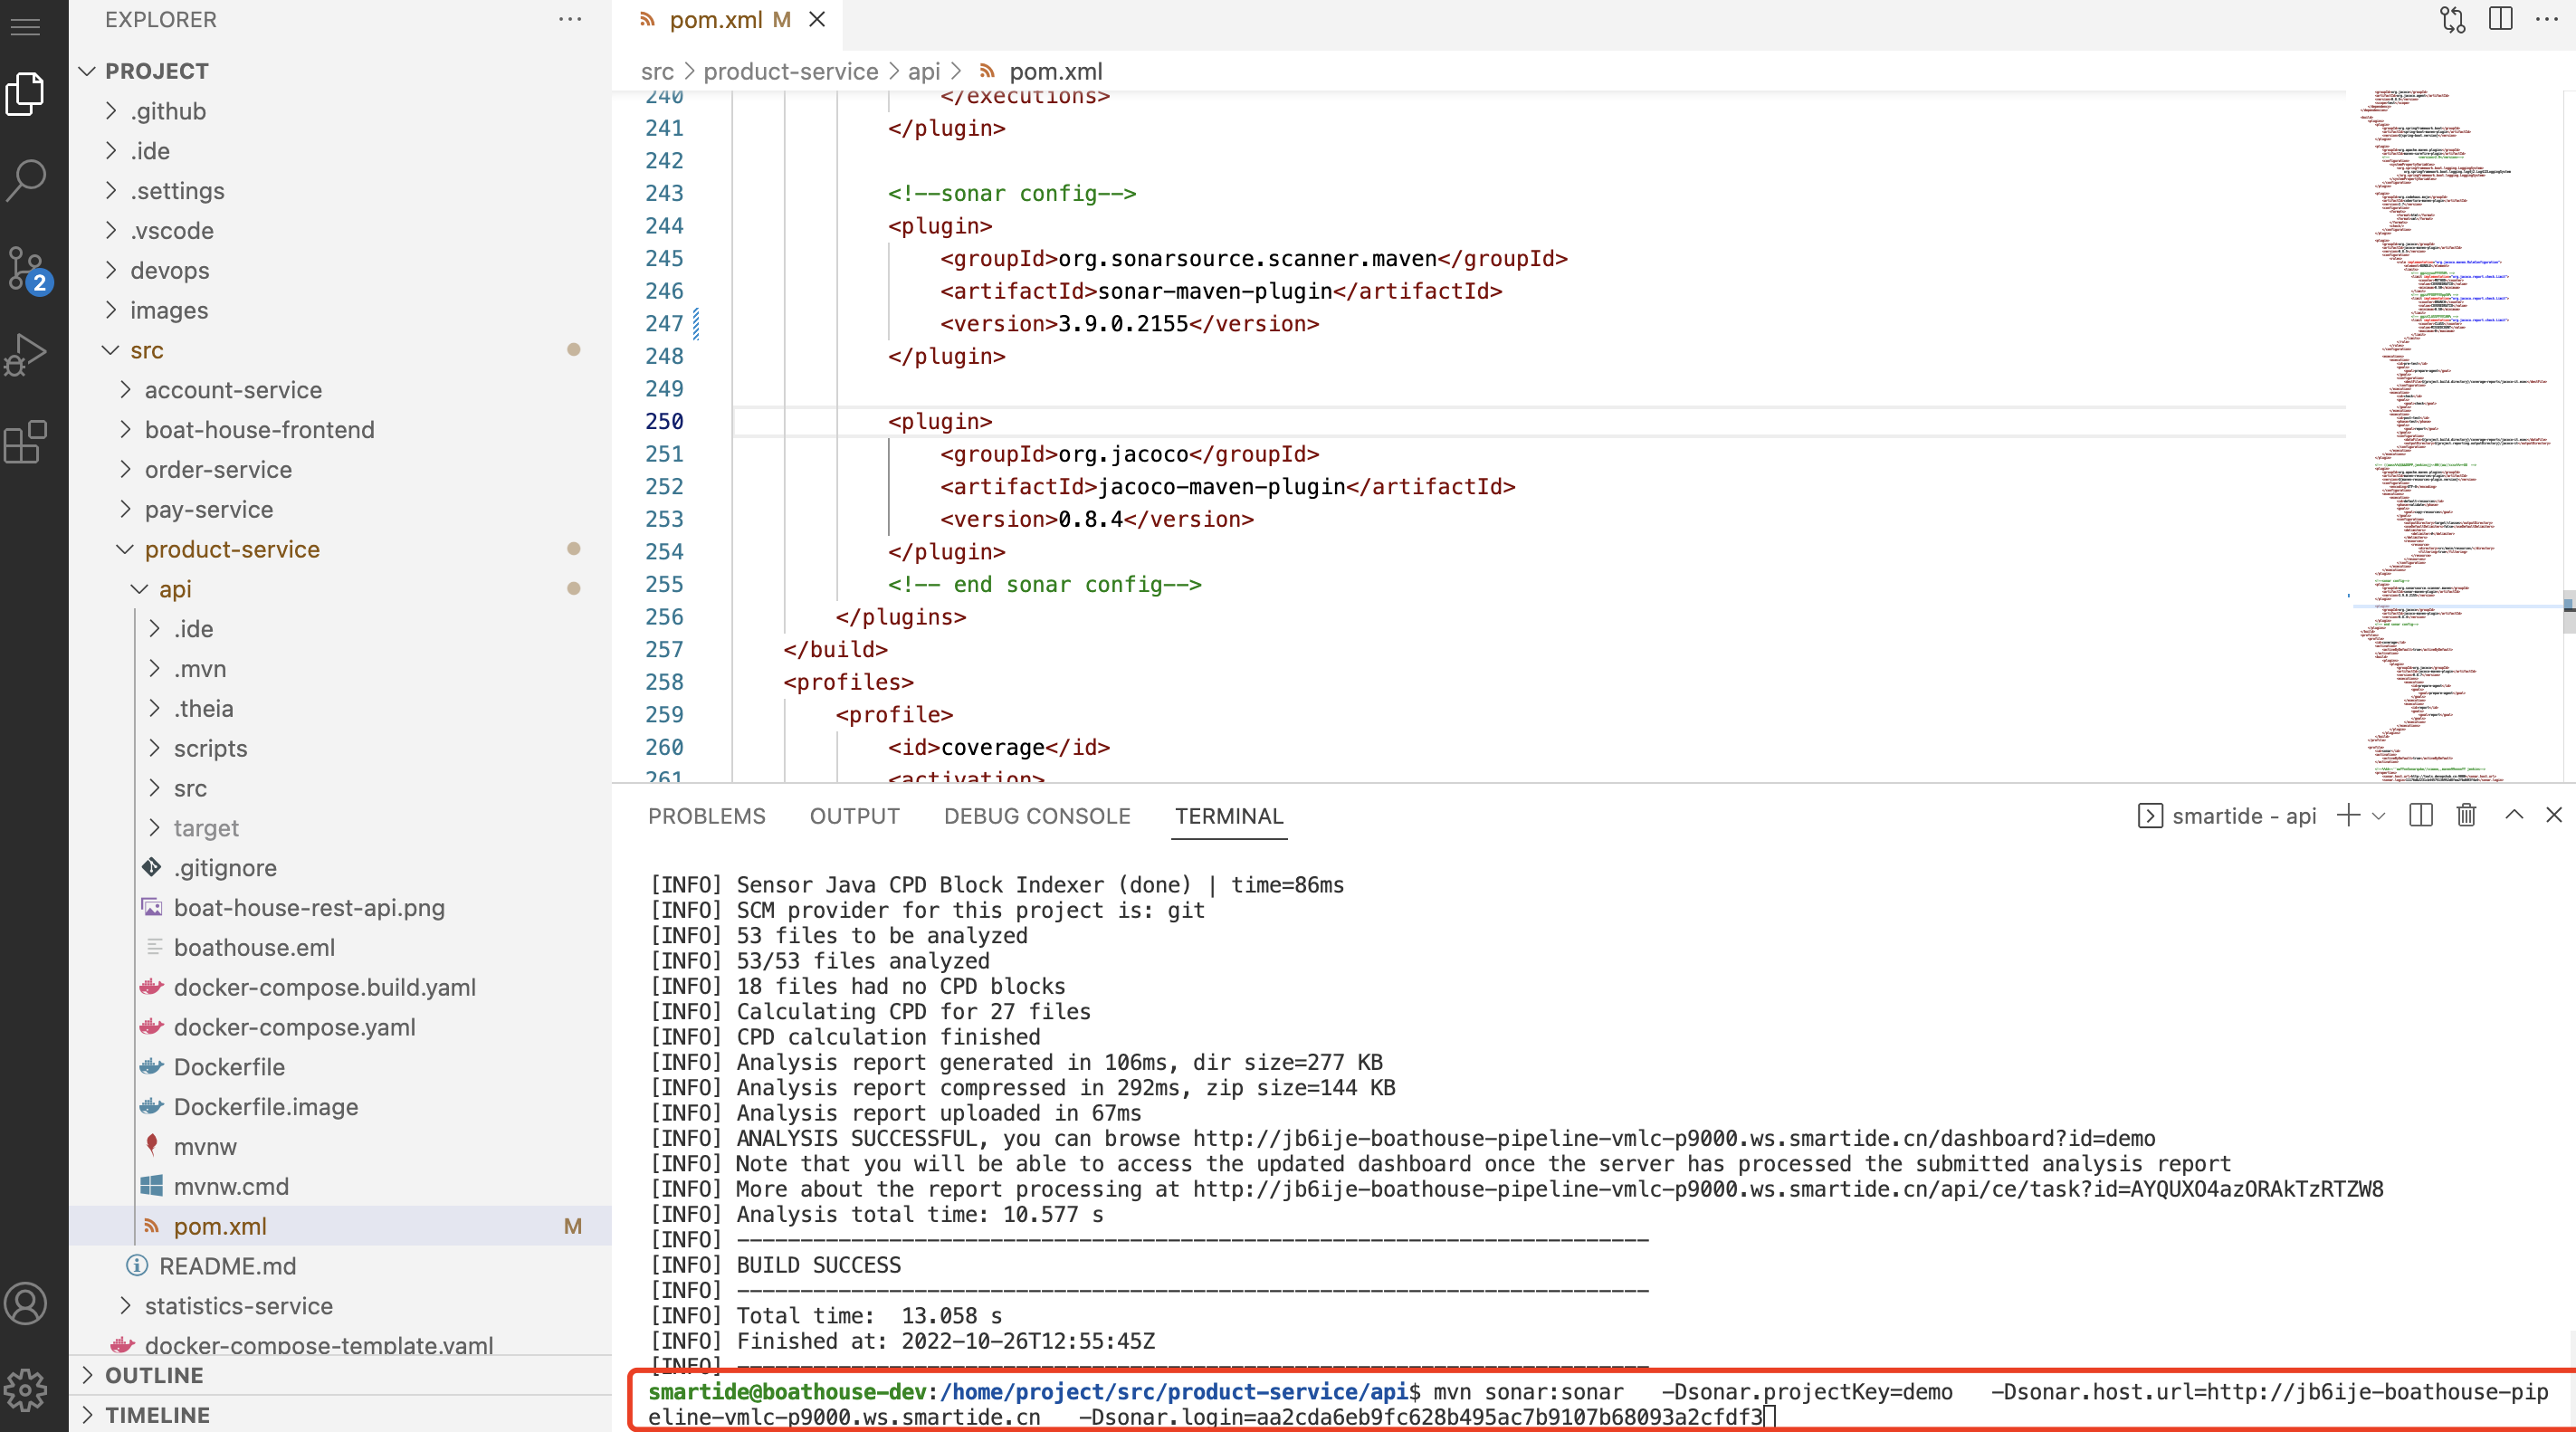 EXPLORER
PROJECT
.github
.ide
.settings
.vscode
devops
images
src
account-service
boat-house-frontend
order-service
pay-service
product-service
api
.ide
.mvn
.theia
scripts
src
target
.gitignore
boat-house-rest-api.png
boathouse.eml
docker-compose.build.yaml
docker-compose.yaml
Dockerfile
Dockerfile.image
mvnw
mvnw.cmd
pom.xml M
README.md
statistics-service
docker-compose-template.yaml
OUTLINE
TIMELINE
2
pom.xml M
src > product-service > api > pom.xml
240 </executions>
241 </plugin>
242
243 <!--sonar config-->
244 <plugin>
245 <groupId>org.sonarsource.scanner.maven</groupId>
246 <artifactId>sonar-maven-plugin</artifactId>
247 <version>3.9.0.2155</version>
248 </plugin>
249
250 <plugin>
251 <groupId>org.jacoco</groupId>
252 <artifactId>jacoco-maven-plugin</artifactId>
253 <version>0.8.4</version>
254 </plugin>
255 <!-- end sonar config-->
256 </plugins>
257 </build>
258 <profiles>
259 <profile>
260 <id>coverage</id>
261 <activation>
PROBLEMS OUTPUT DEBUG CONSOLE TERMINAL smartide - api
[INFO] Sensor Java CPD Block Indexer (done) | time=86ms
[INFO] SCM provider for this project is: git
[INFO] 53 files to be analyzed
[INFO] 53/53 files analyzed
[INFO] 18 files had no CPD blocks
[INFO] Calculating CPD for 27 files
[INFO] CPD calculation finished
[INFO] Analysis report generated in 106ms, dir size=277 KB
[INFO] Analysis report compressed in 292ms, zip size=144 KB
[INFO] Analysis report uploaded in 67ms
[INFO] ANALYSIS SUCCESSFUL, you can browse http://jb6ije-boathouse-pipeline-vmlc-p9000.ws.smartide.cn/dashboard?id=demo
[INFO] Note that you will be able to access the updated dashboard once the server has processed the submitted analysis report
[INFO] More about the report processing at http://jb6ije-boathouse-pipeline-vmlc-p9000.ws.smartide.cn/api/ce/task?id=AYQUXO4azORAkTzRTZW8
[INFO] Analysis total time: 10.577 s
[INFO] ------------------------------------------------------------------------
[INFO] BUILD SUCCESS
[INFO] ------------------------------------------------------------------------
[INFO] Total time:  13.058 s
[INFO] Finished at: 2022-10-26T12:55:45Z
[INFO] ------------------------------------------------------------------------
smartide@boathouse-dev:/home/project/src/product-service/api$ mvn sonar:sonar   -Dsonar.projectKey=demo   -Dsonar.host.url=http://jb6ije-boathouse-pip
eline-vmlc-p9000.ws.smartide.cn   -Dsonar.login=aa2cda6eb9fc628b495ac7b9107b68093a2cfdf3